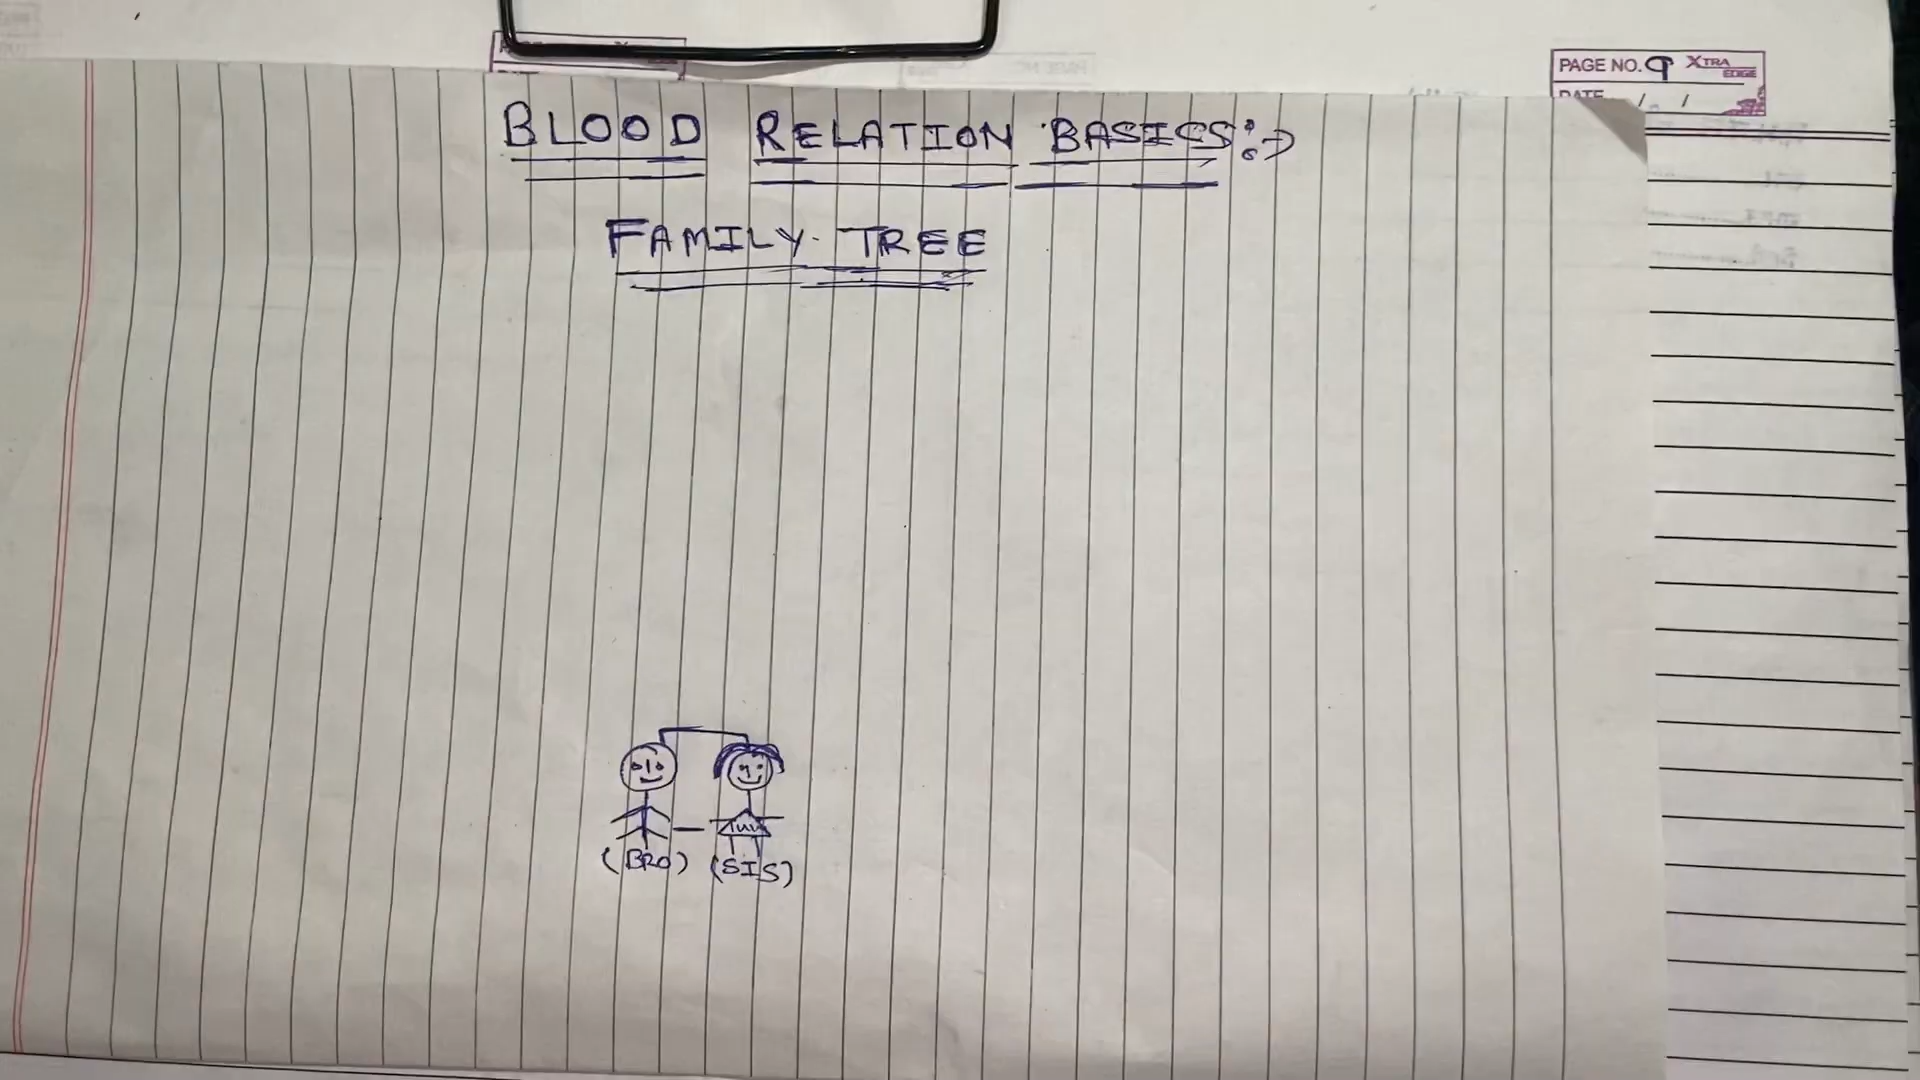 PAGE NO. 9 XTRA EDGE
DATE / /
BLOOD RELATION BASICS:→
FAMILY TREE
(BRO) (SIS)